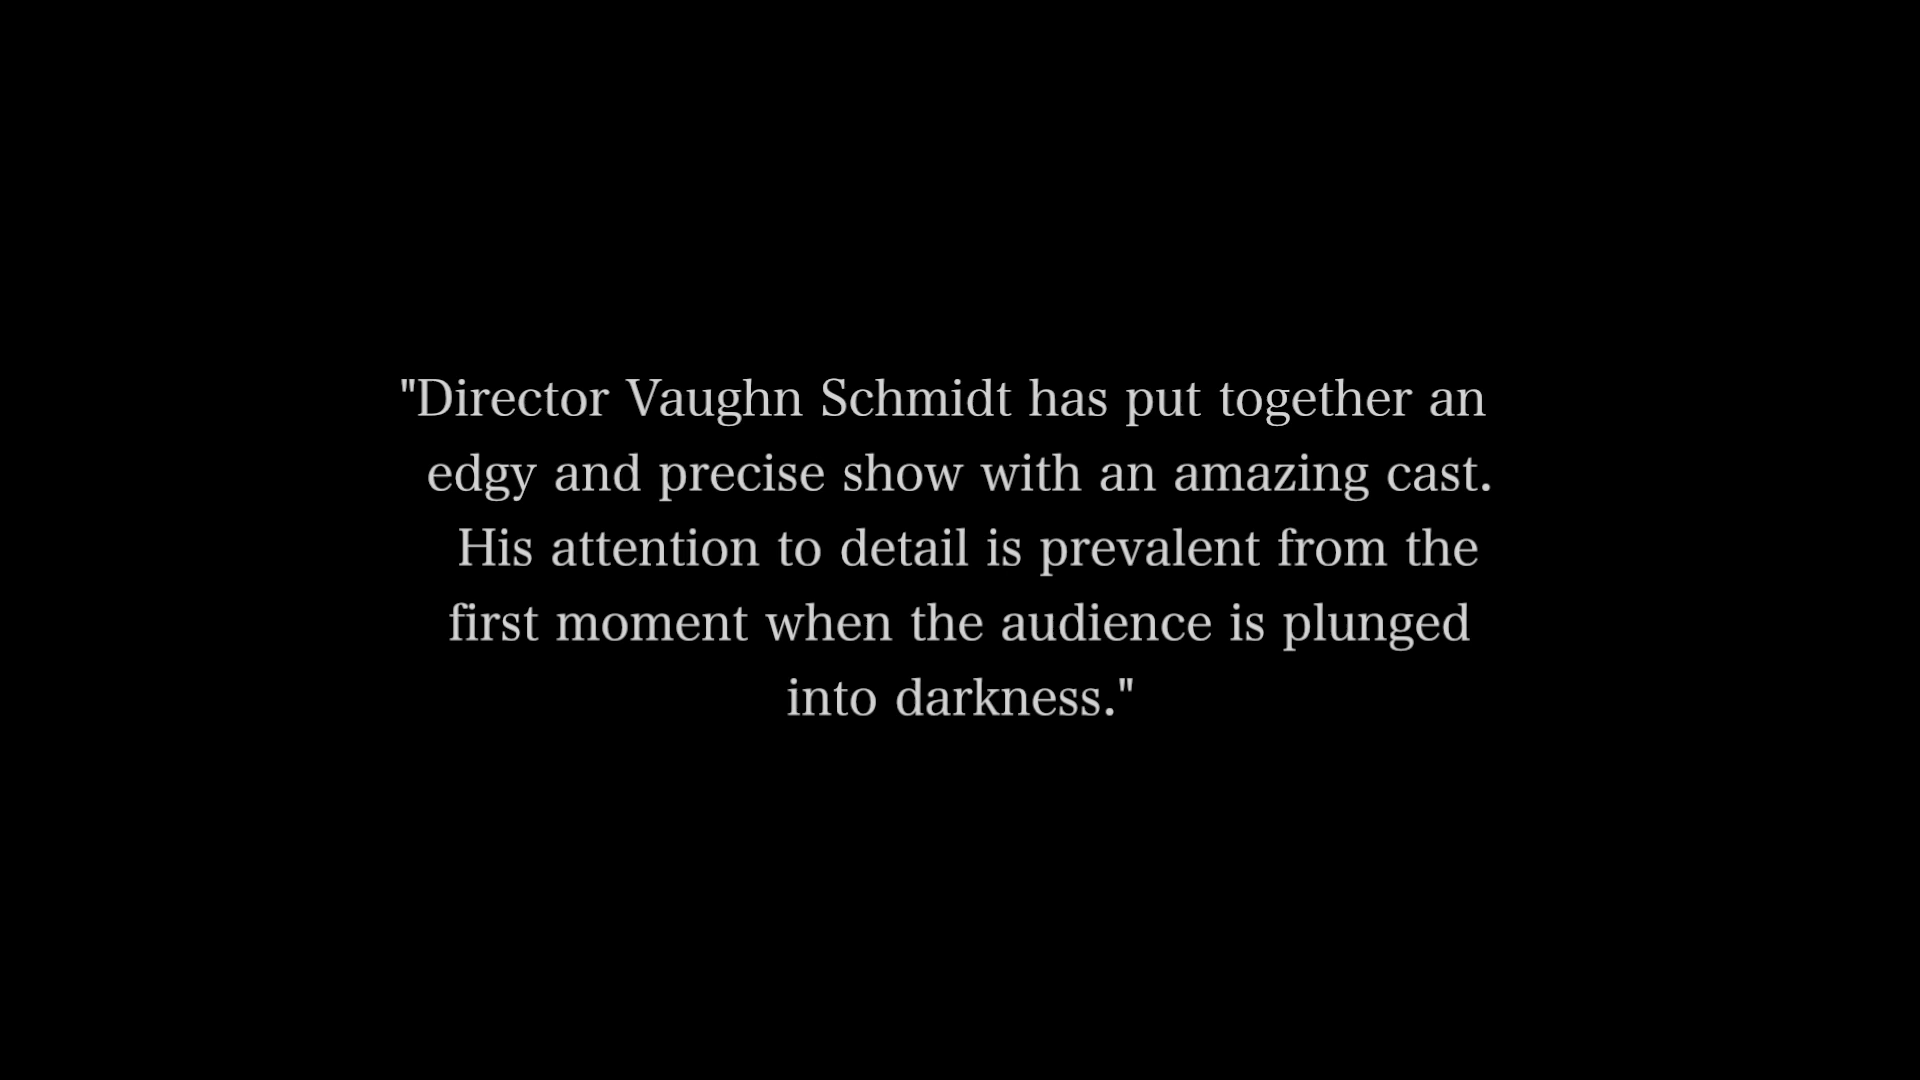 "Director Vaughn Schmidt has put together an
edgy and precise show with an amazing cast.
His attention to detail is prevalent from the
first moment when the audience is plunged
into darkness."